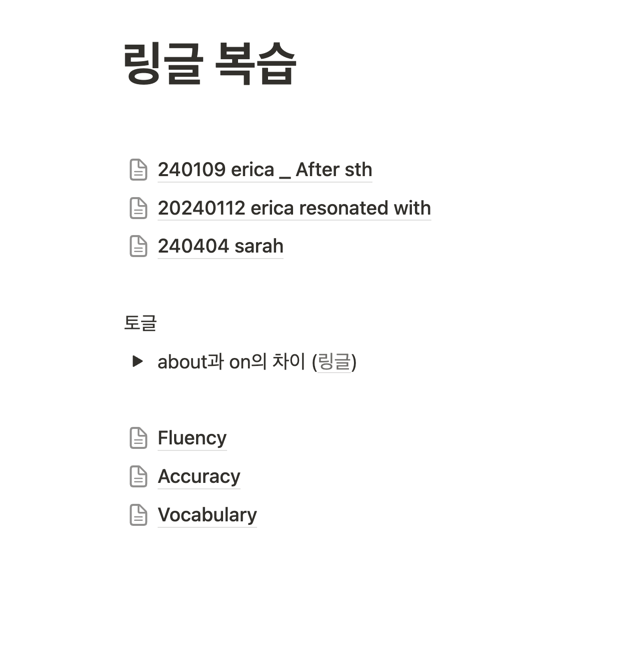 링글 복습
240109 erica _ After sth
20240112 erica resonated with
240404 sarah
토글
about과 on의 차이 (링글)
Fluency
Accuracy
Vocabulary